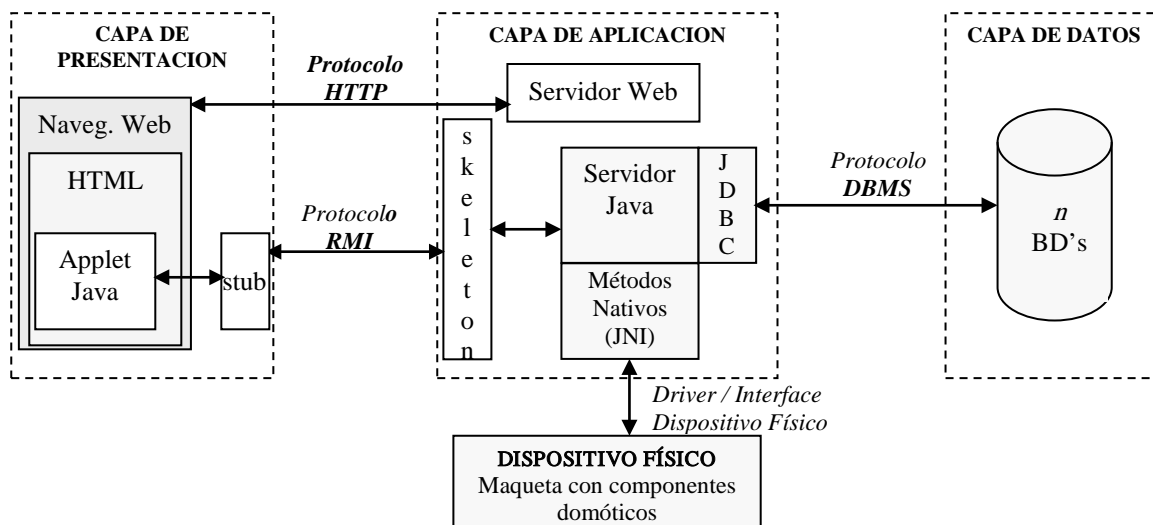 CAPA DE
PRESENTACION
Naveg. Web
HTML
Applet
Java
stub
Protocolo
HTTP
Protocolo
RMI
CAPA DE APLICACION
Servidor Web
s
k
e
l
e
t
o
n
Servidor
Java
J
D
B
C
Métodos
Nativos
(JNI)
Protocolo
DBMS
CAPA DE DATOS
n
BD's
Driver / Interface
Dispositivo Físico
DISPOSITIVO FÍSICO
Maqueta con componentes
domóticos